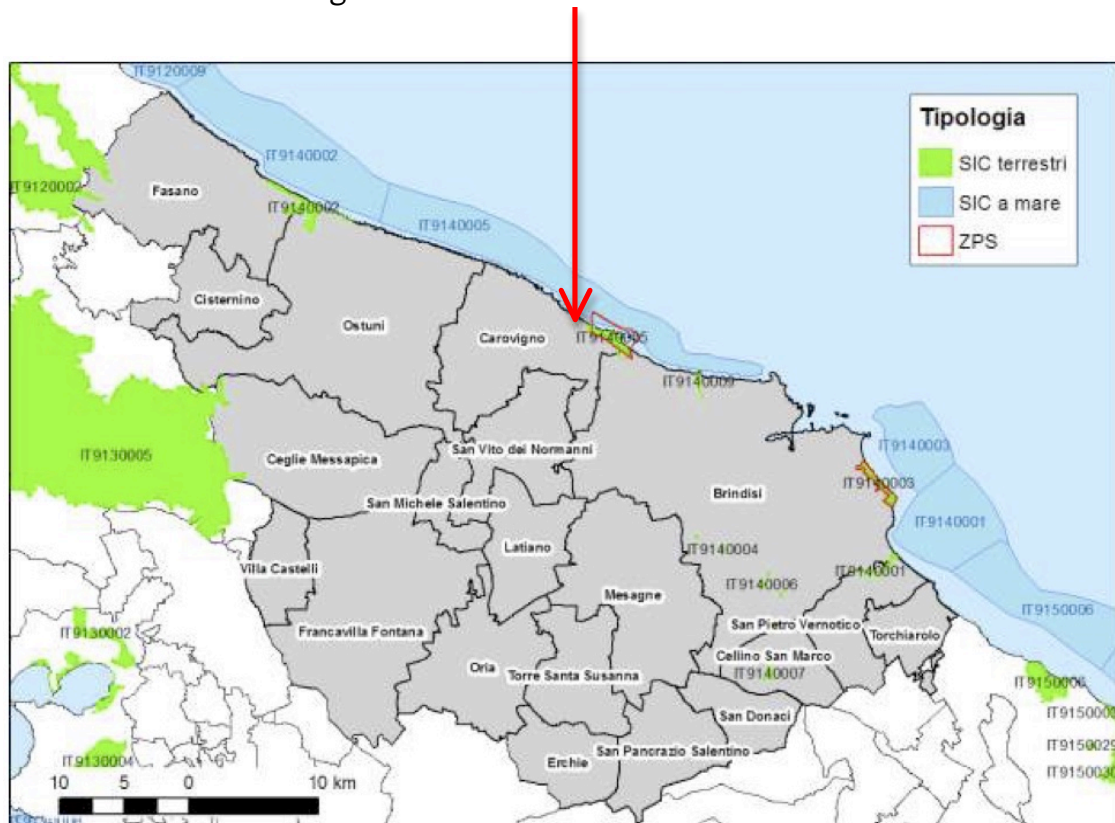 IT9120009
Tipologia
SIC terrestri
SIC a mare
ZPS
IT9140002
IT9120002
Fasano
IT9140002
IT9140005
Cisternino
Ostuni
Carovigno
IT9140005
IT9140009
IT9140003
IT9130005
Ceglie Messapica
San Vito dei Normanni
Brindisi
IT9140003
San Michele Salentino
IT9140001
Latiano
IT9140004
Villa Castelli
IT9140006
IT9140001
Mesagne
IT9150006
Francavilla Fontana
San Pietro Vernotico
IT9130002
Torchiarolo
Oria
Torre Santa Susanna
Cellino San Marco
IT9140007
IT9150006
San Donaci
San Pancrazio Salentino
Erchie
IT9130004
IT9150029
10 5 0 10 km